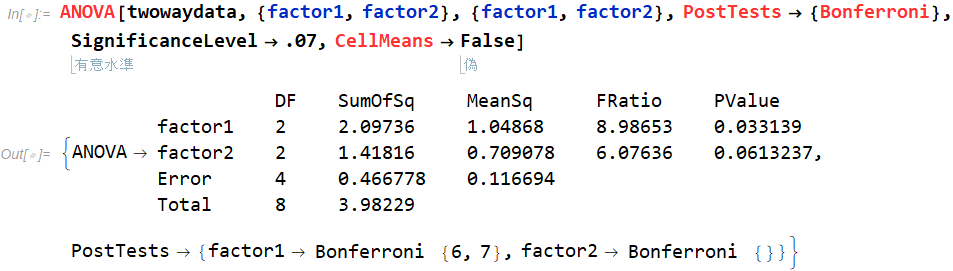 In[∘]:= ANOVA[twowaydata, {factor1, factor2}, {factor1, factor2}, PostTests → {Bonferroni},
SignificanceLevel → .07, CellMeans → False]
有意水準 偽
DF SumOfSq MeanSq FRatio PValue
factor1 2 2.09736 1.04868 8.98653 0.033139
Out[∘]= {ANOVA → factor2 2 1.41816 0.709078 6.07636 0.0613237,
Error 4 0.466778 0.116694
Total 8 3.98229
PostTests → {factor1 → Bonferroni {6, 7}, factor2 → Bonferroni {}}}